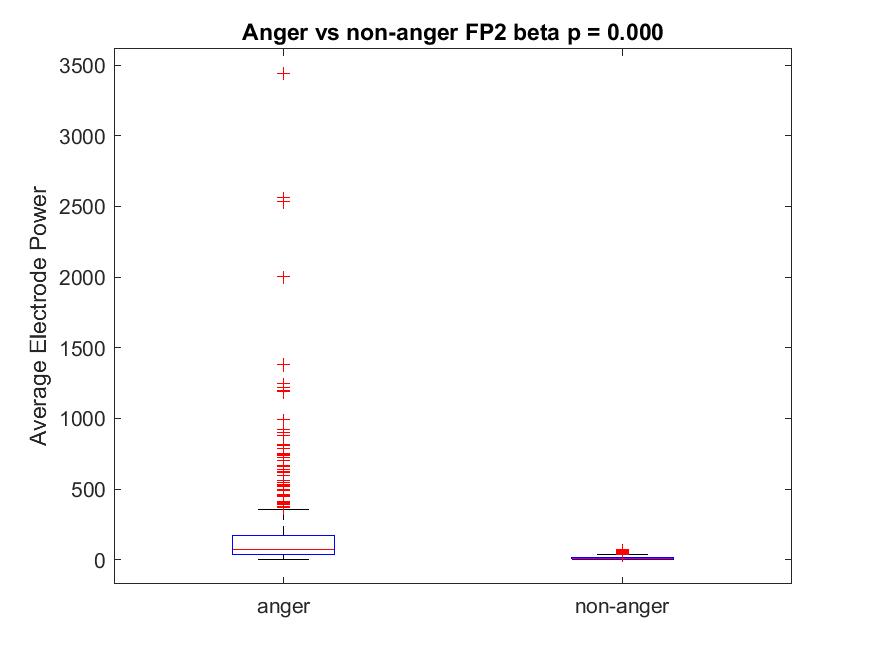 Anger vs non-anger FP2 beta p = 0.000
Average Electrode Power
3500
3000
2500
2000
1500
1000
500
0
anger
non-anger